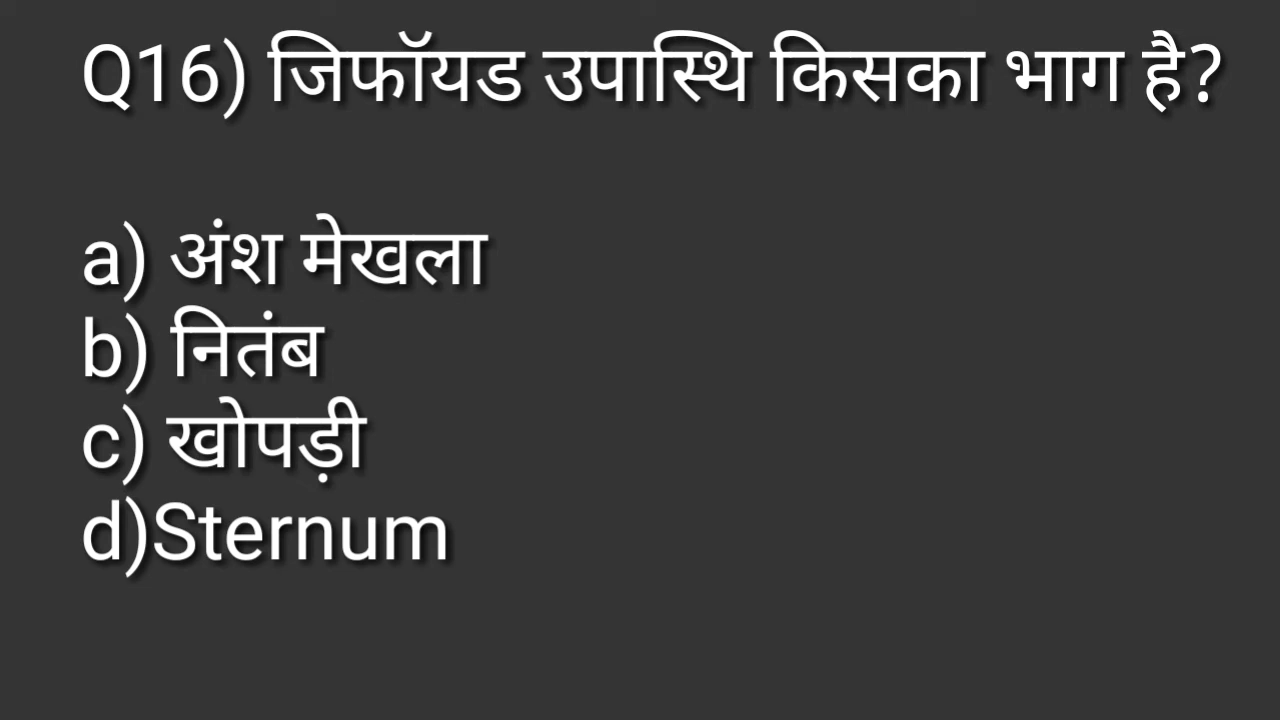 Q16) जिफॉयड उपास्थि किसका भाग है?
a) अंश मेखला
b) नितंब
c) खोपड़ी
d)Sternum